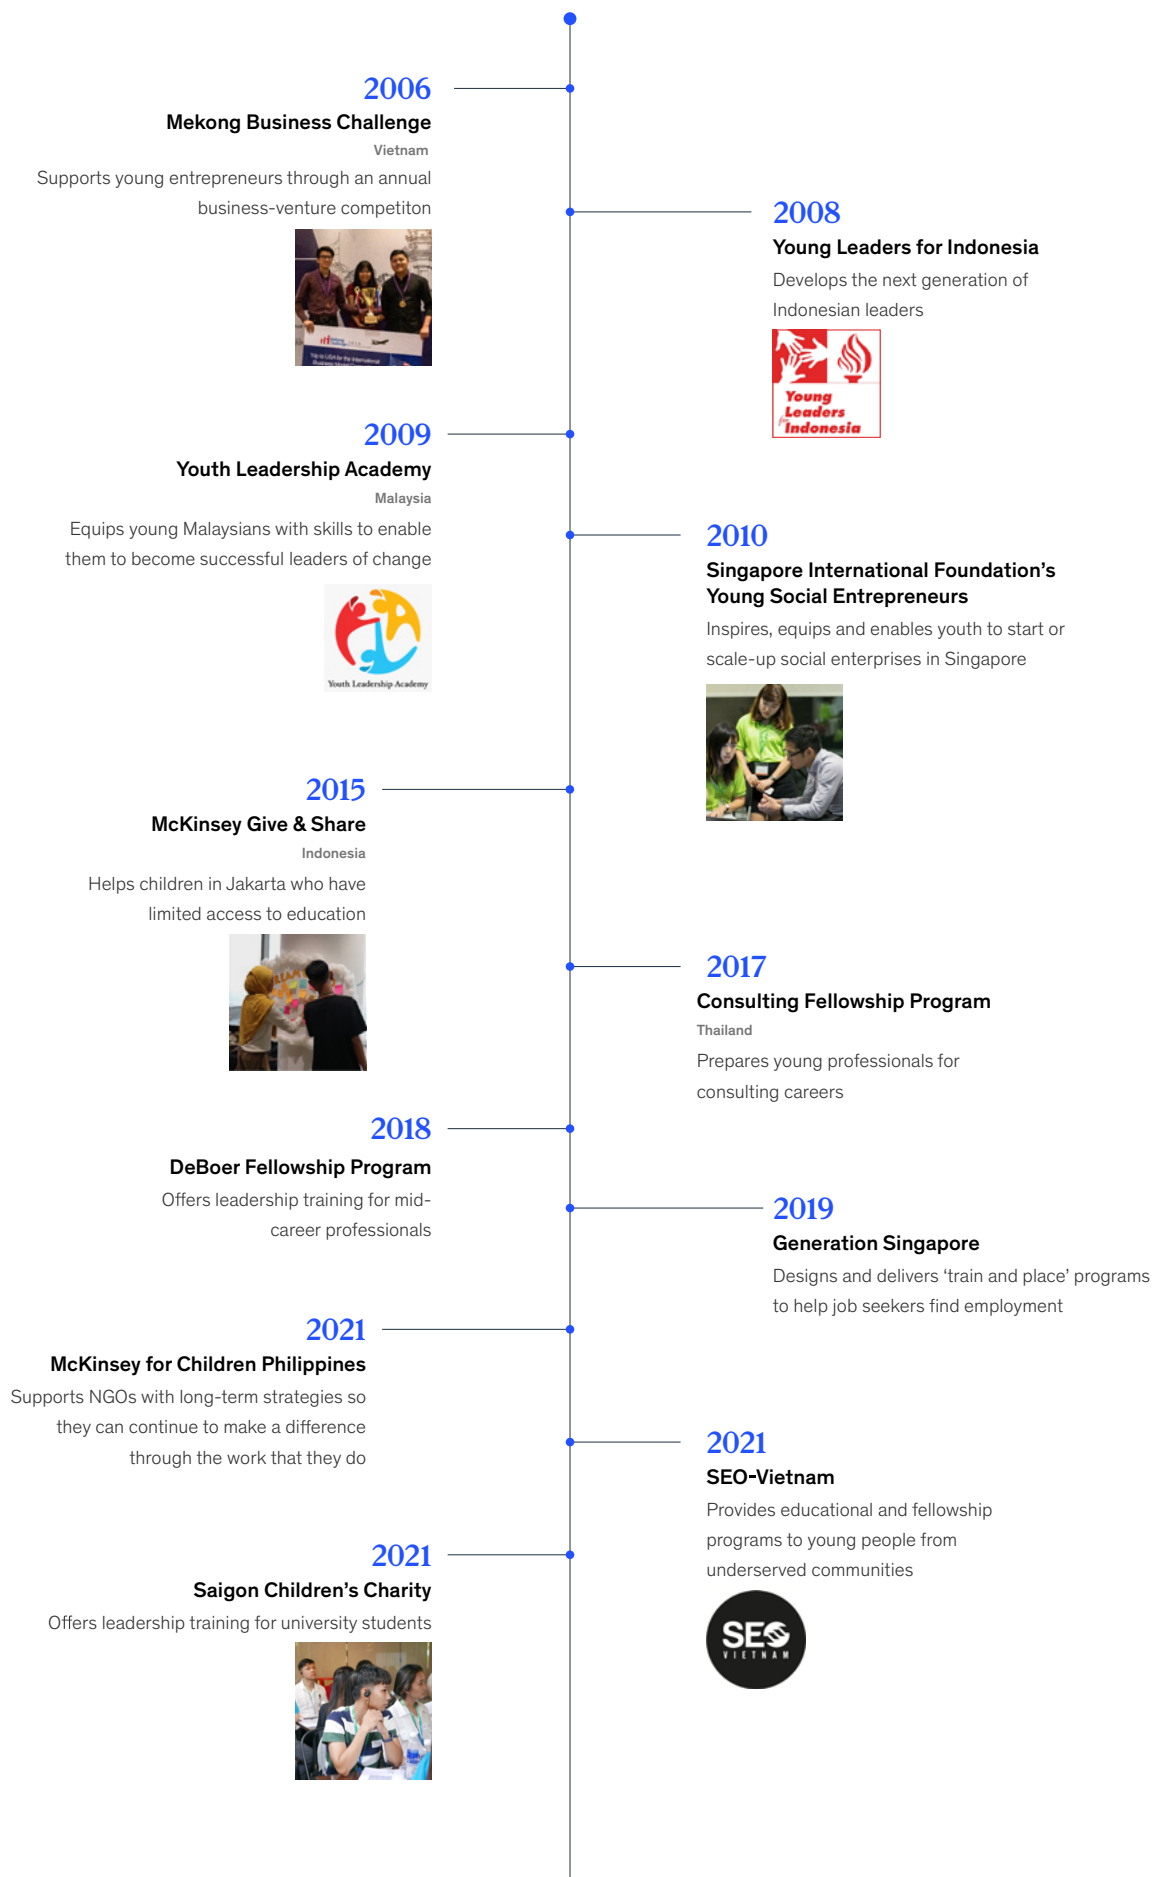 2006
Mekong Business Challenge
Vietnam
Supports young entrepreneurs through an annual
business-venture competiton
2008
Young Leaders for Indonesia
Develops the next generation of
Indonesian leaders
Young
Leaders
for Indonesia
2009
Youth Leadership Academy
Malaysia
Equips young Malaysians with skills to enable
them to become successful leaders of change
Youth Leadership Academy
2010
Singapore International Foundation’s
Young Social Entrepreneurs
Inspires, equips and enables youth to start or
scale-up social enterprises in Singapore
2015
McKinsey Give & Share
Indonesia
Helps children in Jakarta who have
limited access to education
2017
Consulting Fellowship Program
Thailand
Prepares young professionals for
consulting careers
2018
DeBoer Fellowship Program
Offers leadership training for mid-
career professionals
2019
Generation Singapore
Designs and delivers ‘train and place’ programs
to help job seekers find employment
2021
McKinsey for Children Philippines
Supports NGOs with long-term strategies so
they can continue to make a difference
through the work that they do
2021
SEO-Vietnam
Provides educational and fellowship
programs to young people from
underserved communities
SEO
VIETNAM
2021
Saigon Children’s Charity
Offers leadership training for university students